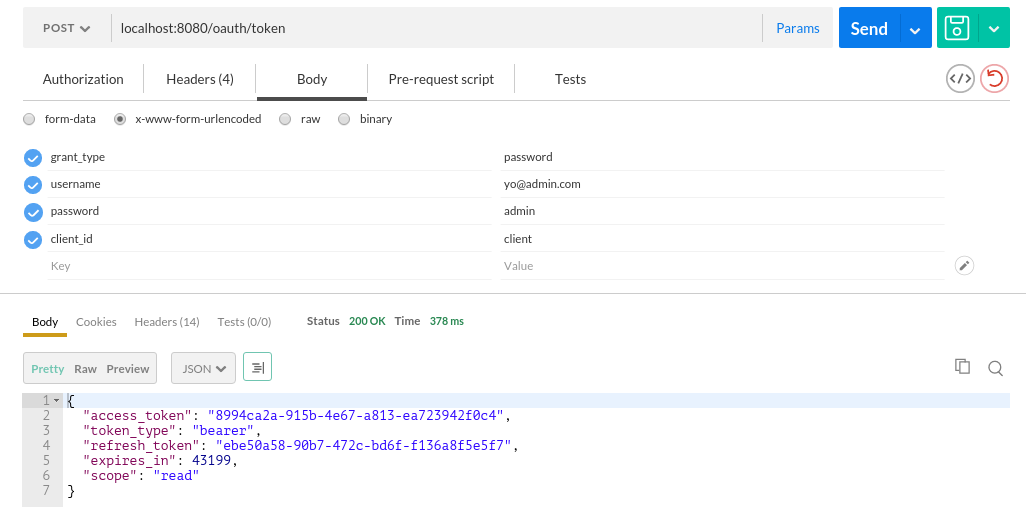 POST localhost:8080/oauth/token Params Send
Authorization Headers (4) Body Pre-request script Tests </>
form-data x-www-form-urlencoded raw binary
grant_type password
username yo@admin.com
password admin
client_id client
Key Value
Body Cookies Headers (14) Tests (0/0) Status 200 OK Time 378 ms
Pretty Raw Preview JSON
1 {
2 "access_token": "8994ca2a-915b-4e67-a813-ea723942f0c4",
3 "token_type": "bearer",
4 "refresh_token": "ebe50a58-90b7-472c-bd6f-f136a8f5e5f7",
5 "expires_in": 43199,
6 "scope": "read"
7 }